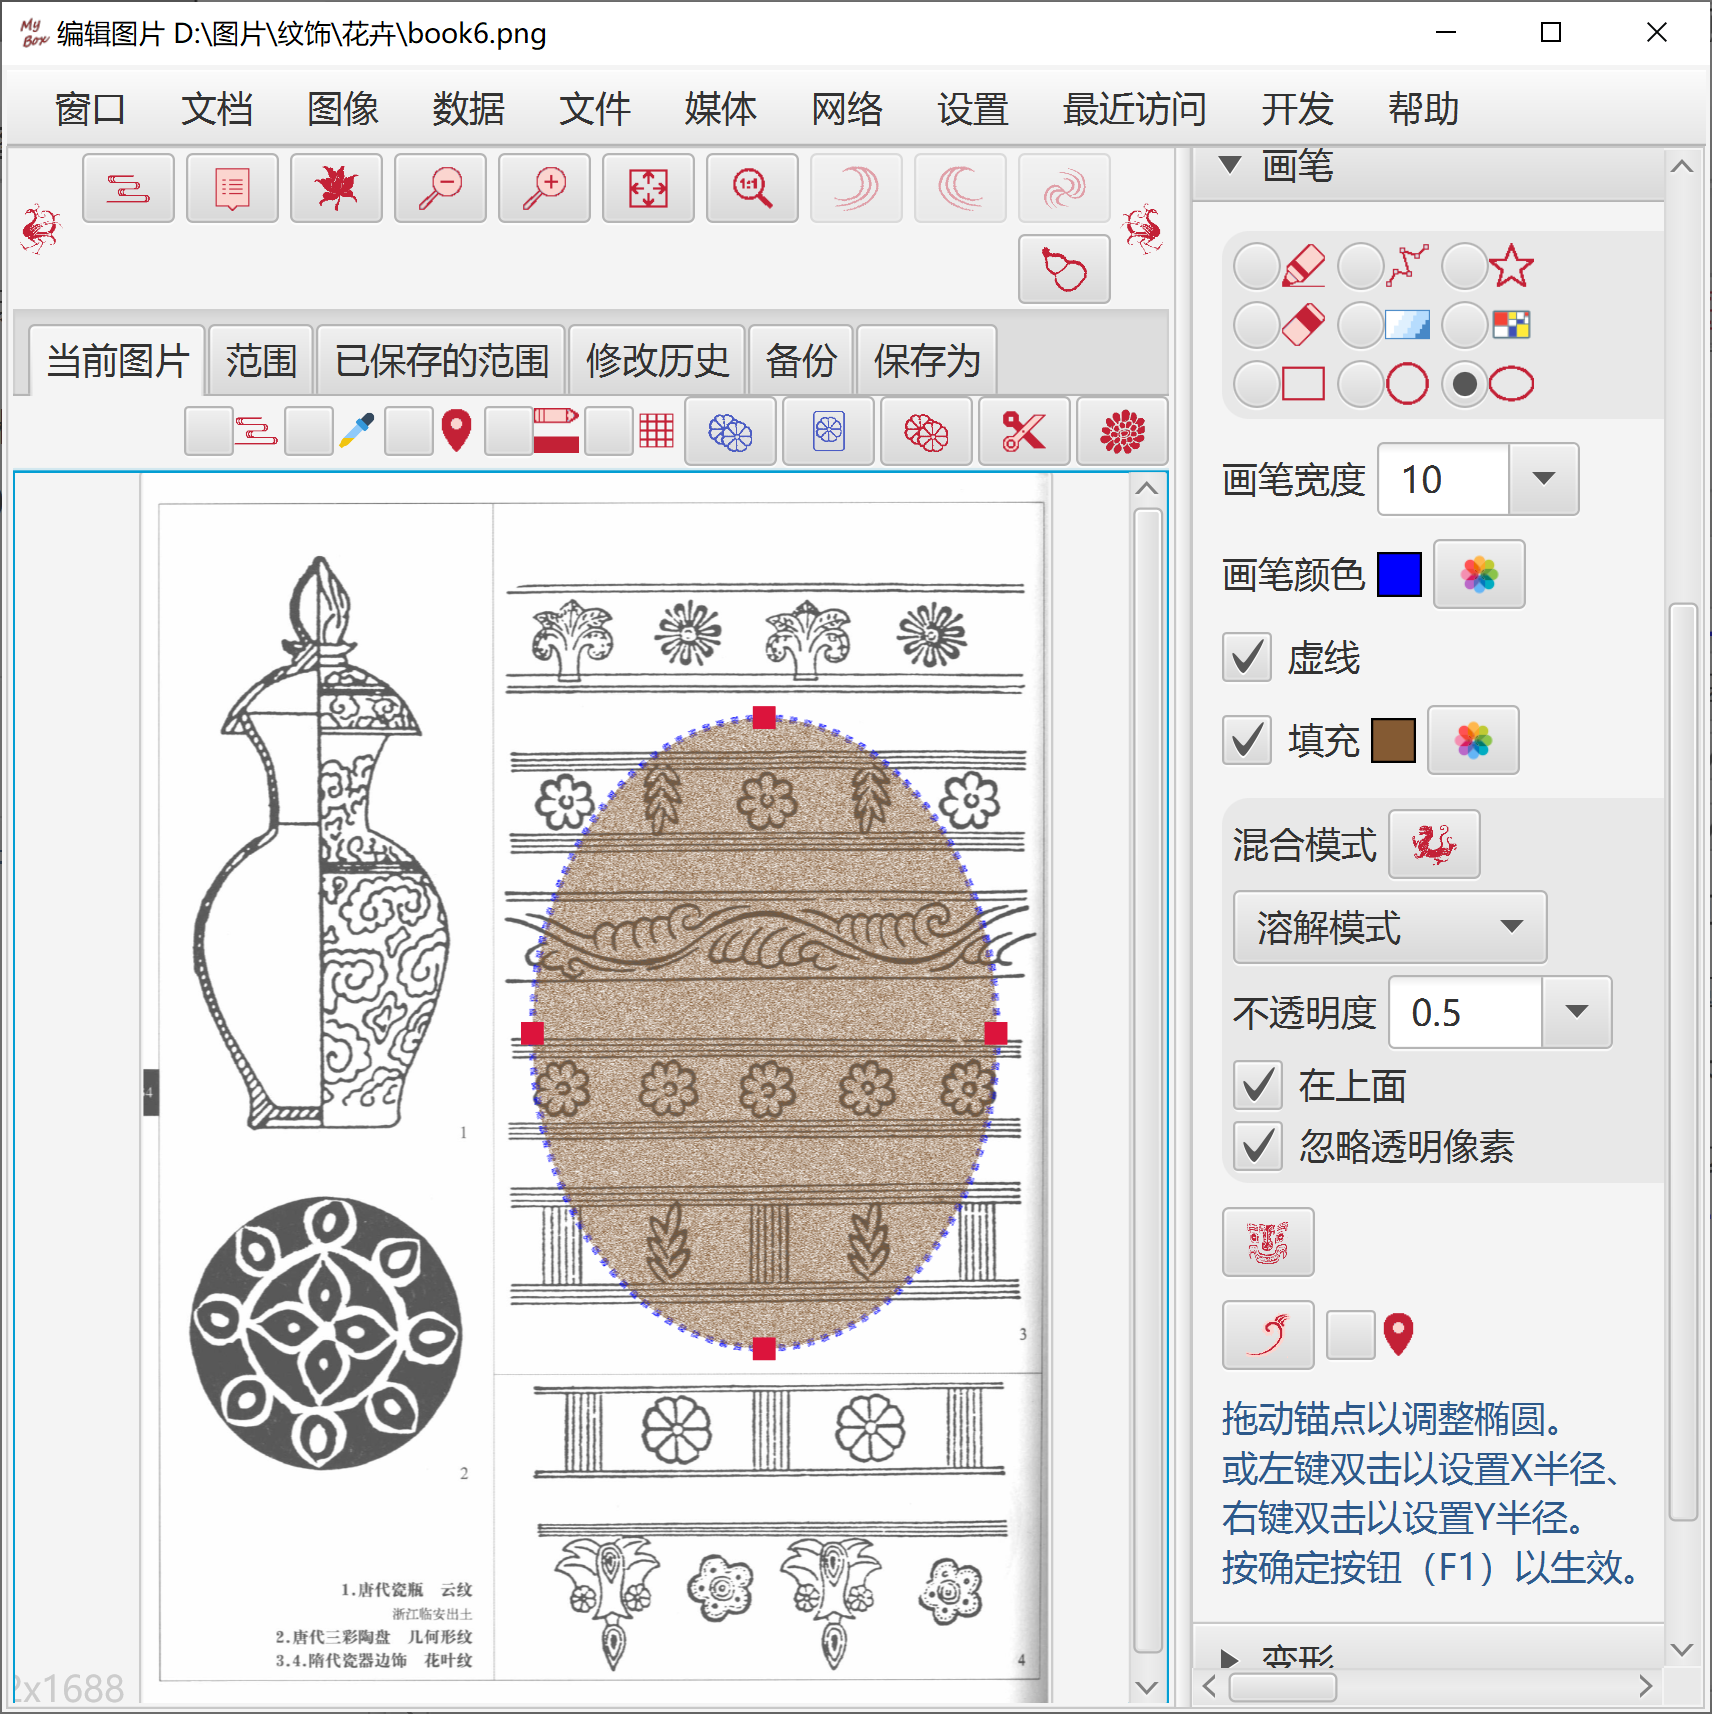 My Box 编辑图片 D:\图片\纹饰\花卉\book6.png
窗口 文档 图像 数据 文件 媒体 网络 设置 最近访问 开发 帮助
1:1
当前图片 范围 已保存的范围 修改历史 备份 保存为
1
2
3
4
1.唐代瓷瓶 云纹
浙江临安出土
2.唐代三彩陶盘 几何形纹
3.4.隋代瓷器边饰 花叶纹
x1688
画笔
画笔宽度 10
画笔颜色
虚线
填充
混合模式
溶解模式
不透明度 0.5
在上面
忽略透明像素
拖动锚点以调整椭圆。
或左键双击以设置X半径、
右键双击以设置Y半径。
按确定按钮（F1）以生效。
变形